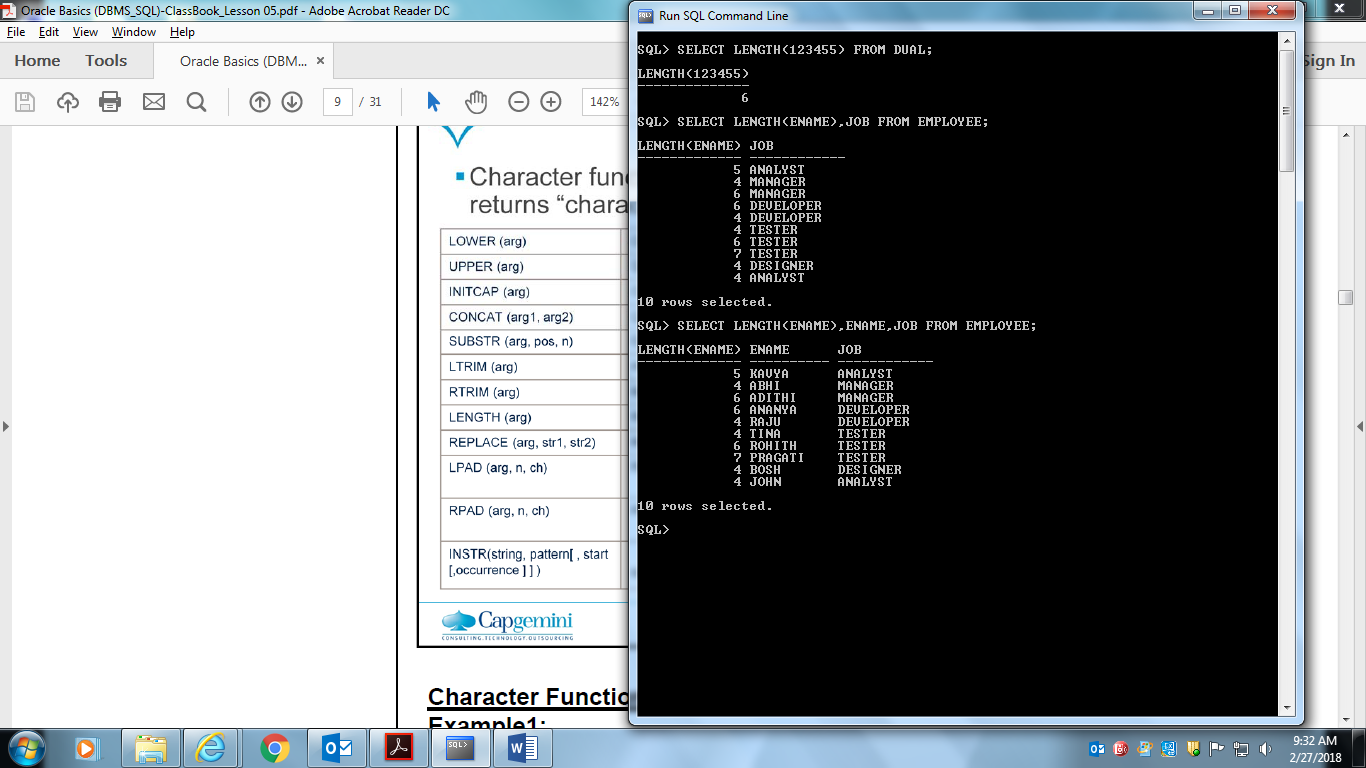 Oracle Basics (DBMS_SQL)-ClassBook_Lesson 05.pdf - Adobe Acrobat Reader DC
File Edit View Window Help
Home Tools Oracle Basics (DBM... × Sign In
9 / 31 142%
Character fun
returns “chara
LOWER (arg)
UPPER (arg)
INITCAP (arg)
CONCAT (arg1, arg2)
SUBSTR (arg, pos, n)
LTRIM (arg)
RTRIM (arg)
LENGTH (arg)
REPLACE (arg, str1, str2)
LPAD (arg, n, ch)
RPAD (arg, n, ch)
INSTR(string, pattern[ , start
[,occurrence ] ] )
Capgemini
CONSULTING.TECHNOLOGY.OUTSOURCING
Character Function
Example1:
Run SQL Command Line
SQL> SELECT LENGTH(123455) FROM DUAL;
LENGTH(123455)
--------------
6
SQL> SELECT LENGTH(ENAME),JOB FROM EMPLOYEE;
LENGTH(ENAME) JOB
------------- ------------
5 ANALYST
4 MANAGER
6 MANAGER
6 DEVELOPER
4 DEVELOPER
4 TESTER
6 TESTER
7 TESTER
4 DESIGNER
4 ANALYST
10 rows selected.
SQL> SELECT LENGTH(ENAME),ENAME,JOB FROM EMPLOYEE;
LENGTH(ENAME) ENAME JOB
------------- ---------- ------------
5 KAVYA ANALYST
4 ABHI MANAGER
6 ADITHI MANAGER
6 ANANYA DEVELOPER
4 RAJU DEVELOPER
4 TINA TESTER
6 ROHITH TESTER
7 PRAGATI TESTER
4 BOSH DESIGNER
4 JOHN ANALYST
10 rows selected.
SQL>
9:32 AM
2/27/2018